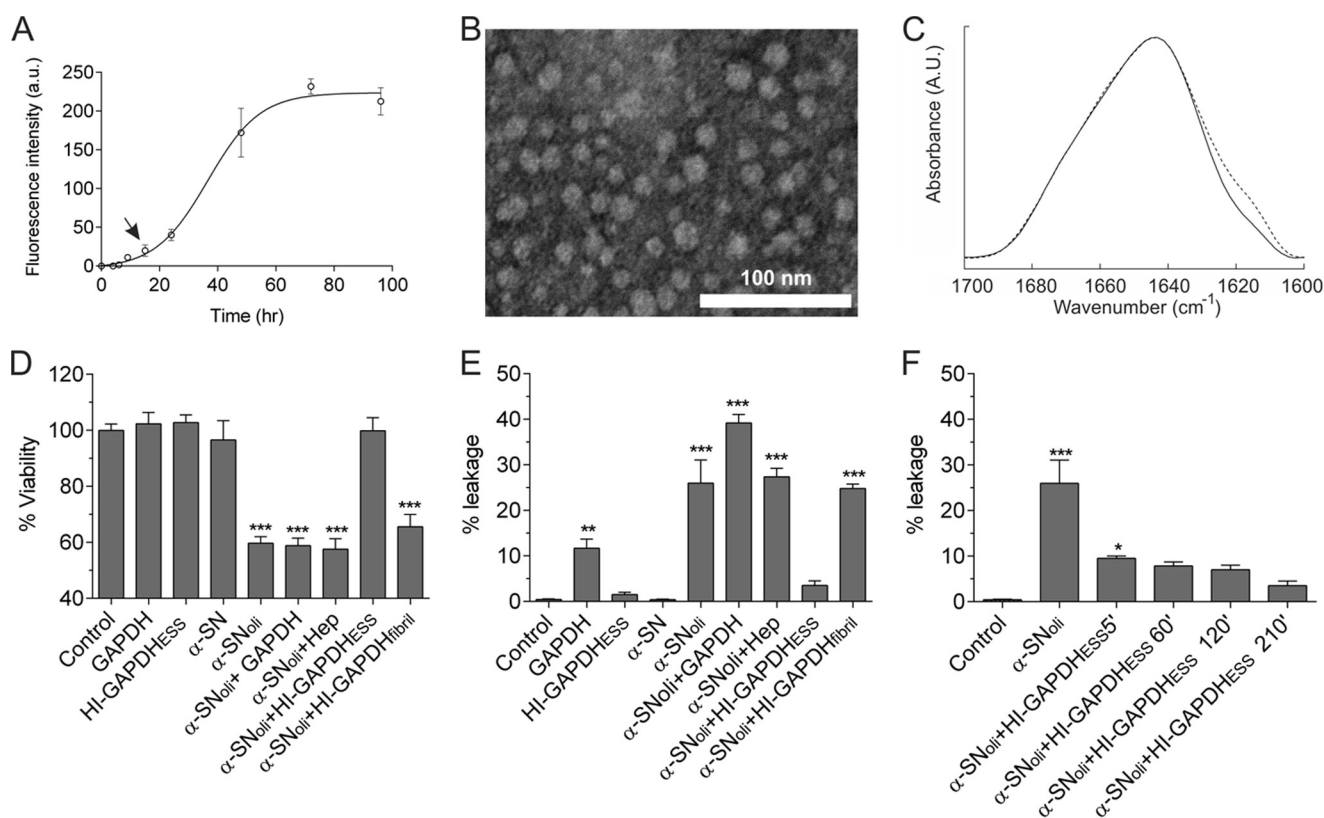 A
Fluorescence intensity (a.u.)
250
200
150
100
50
0
0 20 40 60 80 100
Time (hr)
B
100 nm
C
Absorbance (A.U.)
1700 1680 1660 1640 1620 1600
Wavenumber (cm-1)
D
% Viability
120
100
80
60
40
*** *** *** ***
Control
GAPDH
HI-GAPDHESS
α-SN
α-SNoli
α-SNoli+ GAPDH
α-SNoli+Hep
α-SNoli+HI-GAPDHESS
α-SNoli+HI-GAPDHfibril
E
% leakage
50
40
30
20
10
0
** *** *** *** ***
Control
GAPDH
HI-GAPDHESS
α-SN
α-SNoli
α-SNoli+GAPDH
α-SNoli+Hep
α-SNoli+HI-GAPDHESS
α-SNoli+HI-GAPDHfibril
F
% leakage
50
40
30
20
10
0
*** *
Control
α-SNoli
α-SNoli+HI-GAPDHESS5'
α-SNoli+HI-GAPDHESS 60'
α-SNoli+HI-GAPDHESS 120'
α-SNoli+HI-GAPDHESS 210'